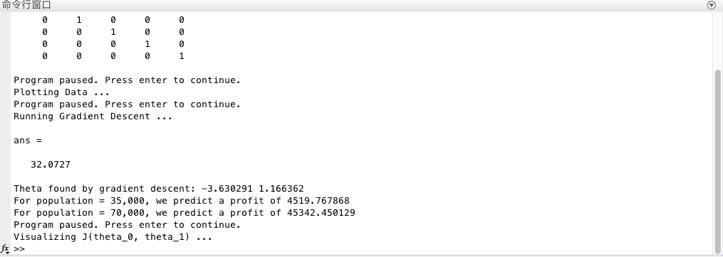 命令行窗口
0 1 0 0 0
0 0 1 0 0
0 0 0 1 0
0 0 0 0 1
Program paused. Press enter to continue.
Plotting Data ...
Program paused. Press enter to continue.
Running Gradient Descent ...
ans =
32.0727
Theta found by gradient descent: -3.630291 1.166362
For population = 35,000, we predict a profit of 4519.767868
For population = 70,000, we predict a profit of 45342.450129
Program paused. Press enter to continue.
Visualizing J(theta_0, theta_1) ...
fx >>